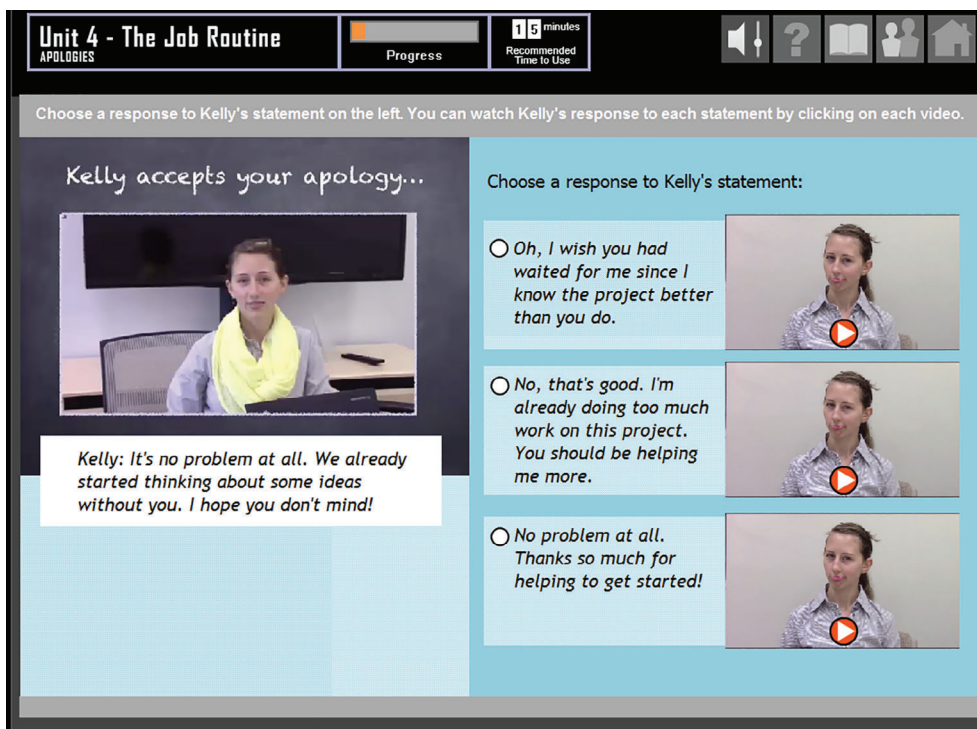 Unit 4 - The Job Routine
APOLOGIES
Progress
15 minutes
Recommended
Time to Use
?
Choose a response to Kelly's statement on the left. You can watch Kelly's response to each statement by clicking on each video.
Kelly accepts your apology...
Kelly: It's no problem at all. We already
started thinking about some ideas
without you. I hope you don't mind!
Choose a response to Kelly's statement:
Oh, I wish you had
waited for me since I
know the project better
than you do.
No, that's good. I'm
already doing too much
work on this project.
You should be helping
me more.
No problem at all.
Thanks so much for
helping to get started!